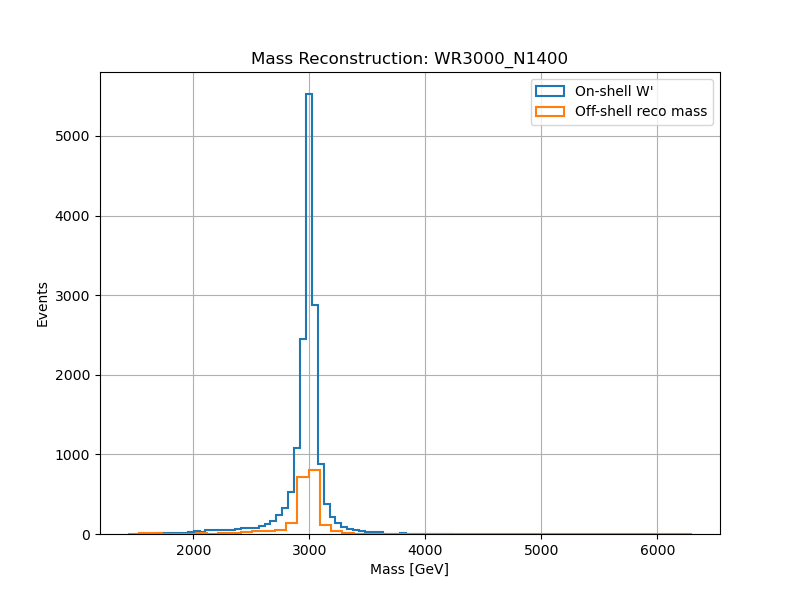 Mass Reconstruction: WR3000_N1400
On-shell W'
Off-shell reco mass
Events
5000
4000
3000
2000
1000
0
2000 3000 4000 5000 6000
Mass [GeV]